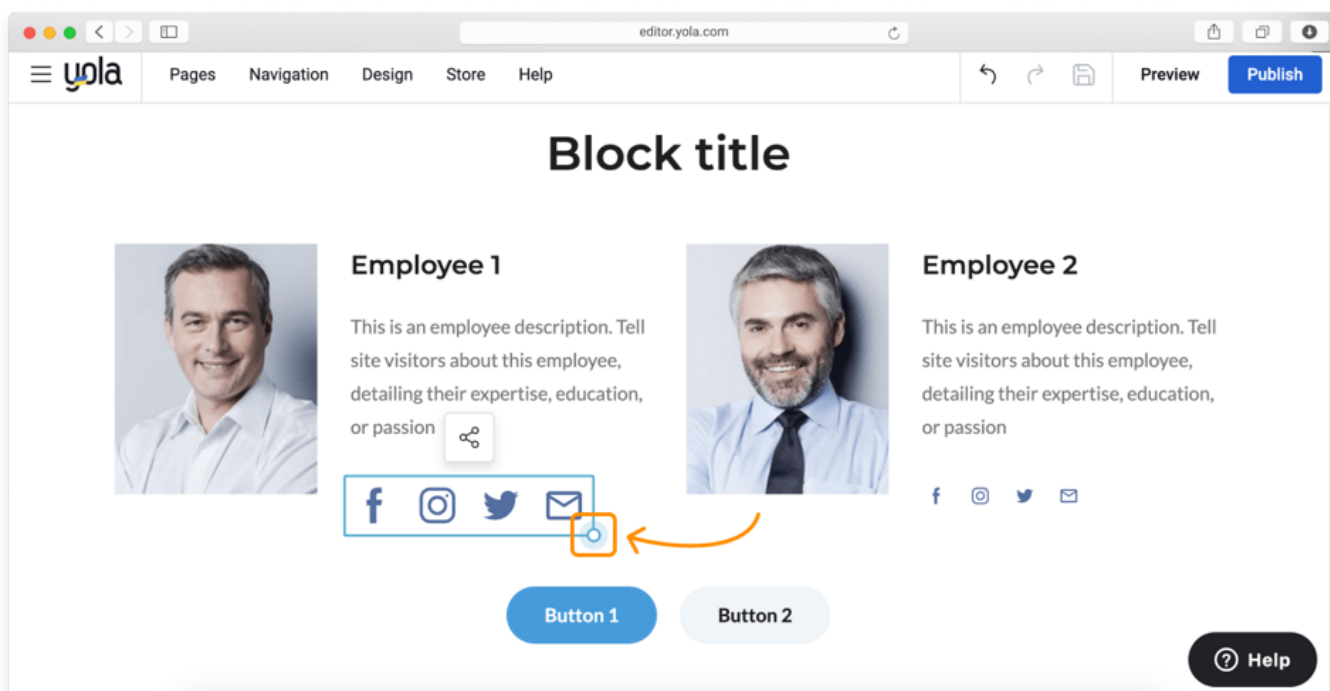 editor.yola.com
yola
Pages Navigation Design Store Help
Preview
Publish
Block title
Employee 1
This is an employee description. Tell
site visitors about this employee,
detailing their expertise, education,
or passion
Employee 2
This is an employee description. Tell
site visitors about this employee,
detailing their expertise, education,
or passion
Button 1
Button 2
Help